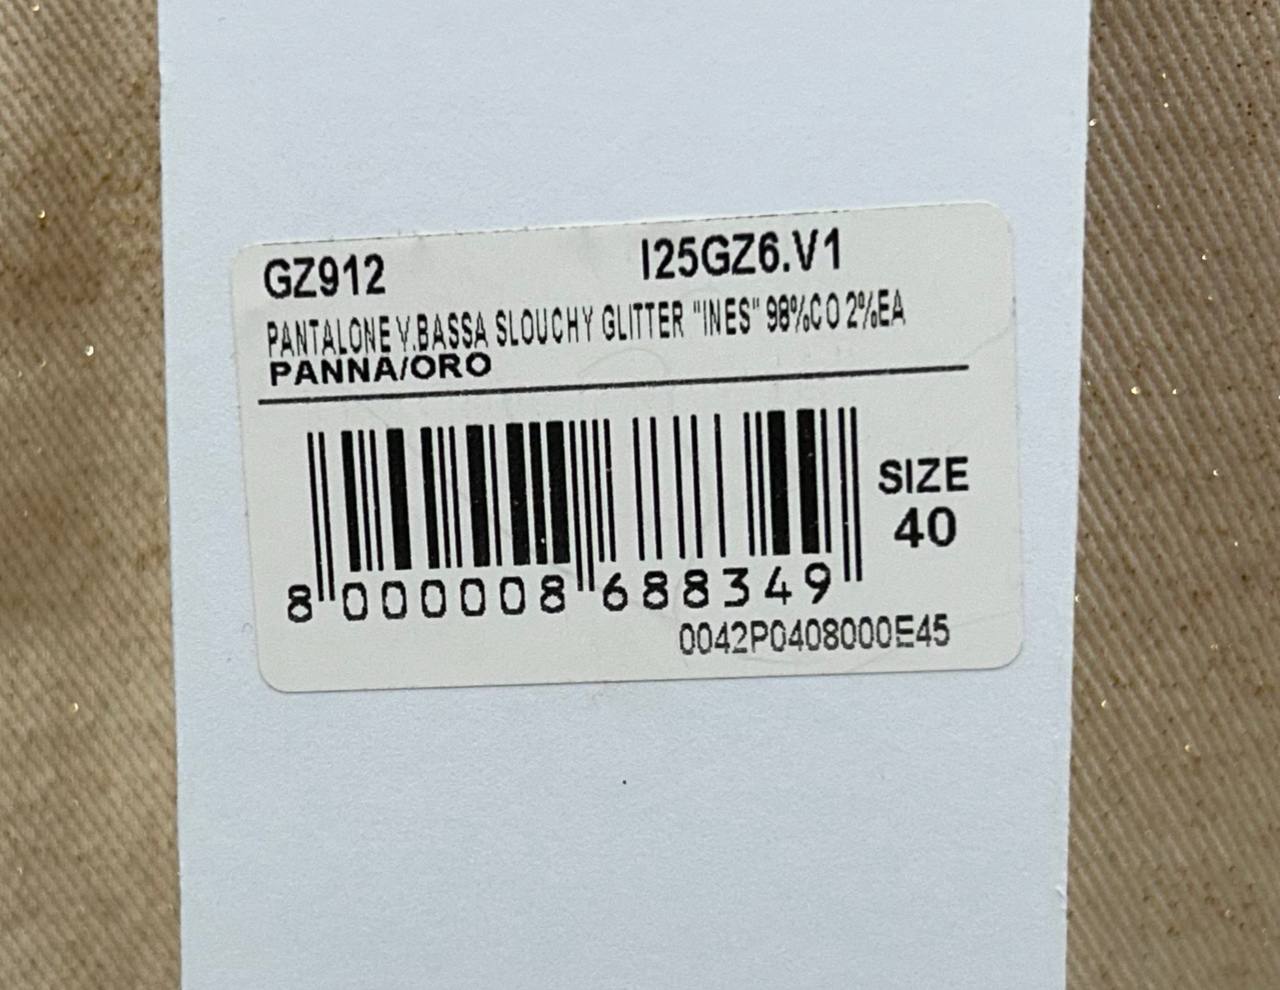 GZ912 I25GZ6.V1
PANTALONE V.BASSA SLOUCHY GLITTER "INES" 98%CO 2%EA
PANNA/ORO
SIZE
40
8 000008 688349
0042P0408000E45